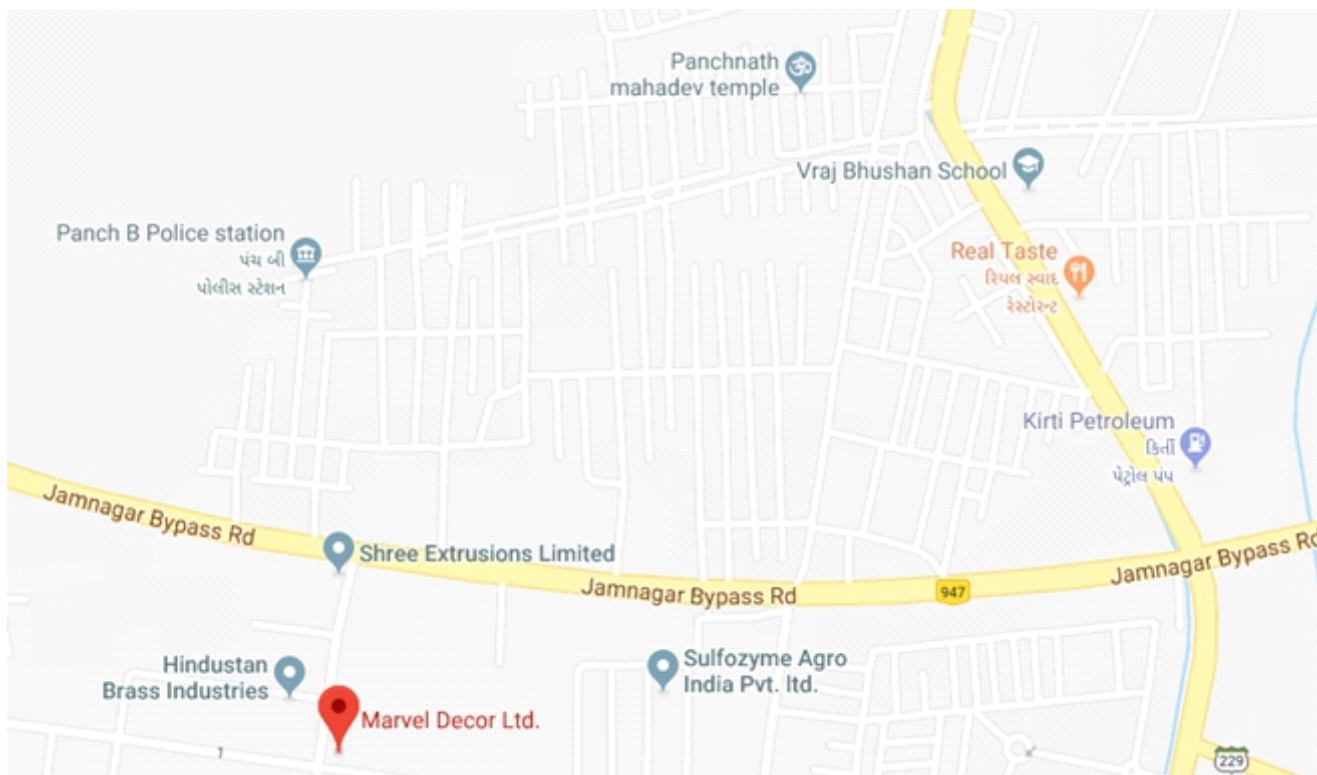 Panchnath
mahadev temple
Vraj Bhushan School
Panch B Police station
પંચ બી
પોલીસ સ્ટેશન
Real Taste
રિયલ સ્વાદ
રેસ્ટોરન્ટ
Kirti Petroleum
કિર્તી
પેટ્રોલ પંપ
Jamnagar Bypass Rd
Shree Extrusions Limited
Jamnagar Bypass Rd
947
Jamnagar Bypass Rd
Hindustan
Brass Industries
Sulfozyme Agro
India Pvt. ltd.
Marvel Decor Ltd.
1
229